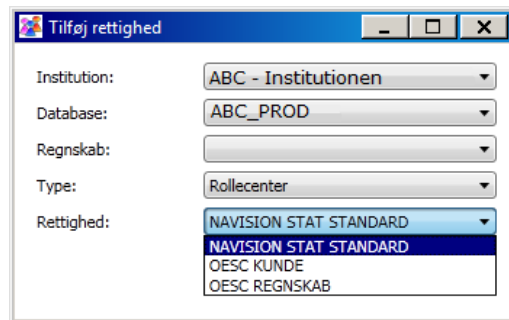 Tilføj rettighed
Institution: ABC - Institutionen
Database: ABC_PROD
Regnskab:
Type: Rollecenter
Rettighed: NAVISION STAT STANDARD
NAVISION STAT STANDARD
OESC KUNDE
OESC REGNSKAB